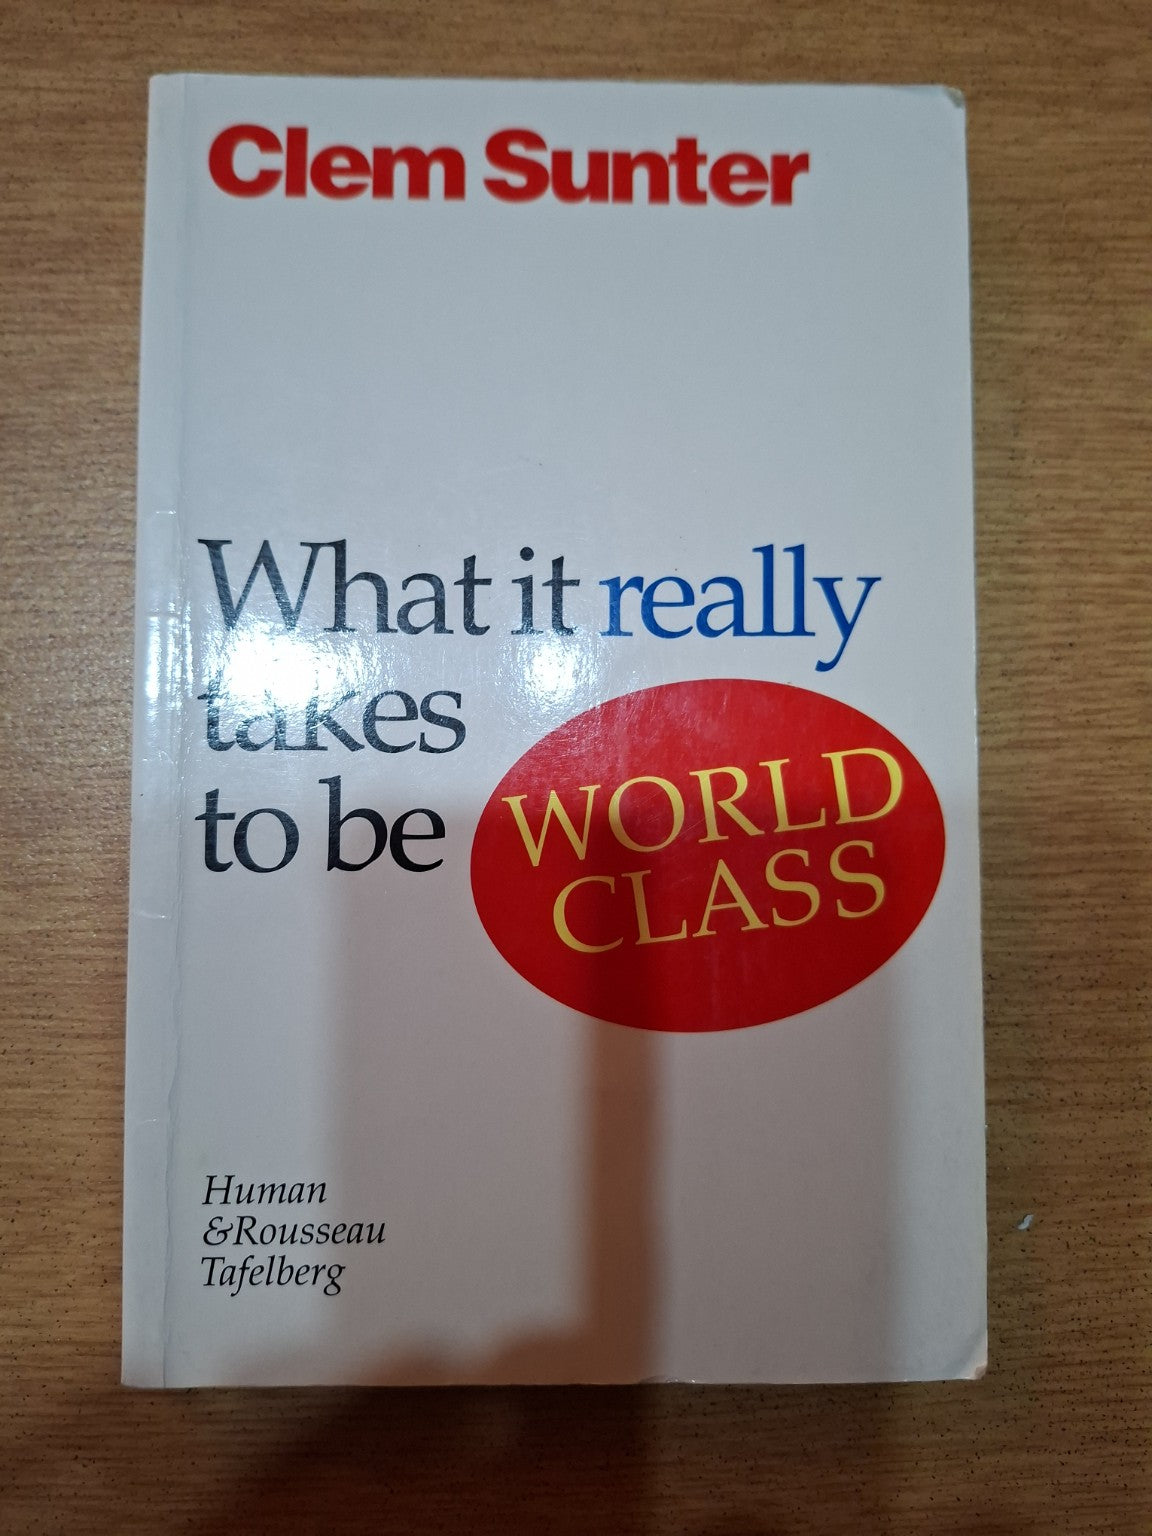 Clem Sunter
What it really
takes
to be
WORLD
CLASS
Human
&Rousseau
Tafelberg